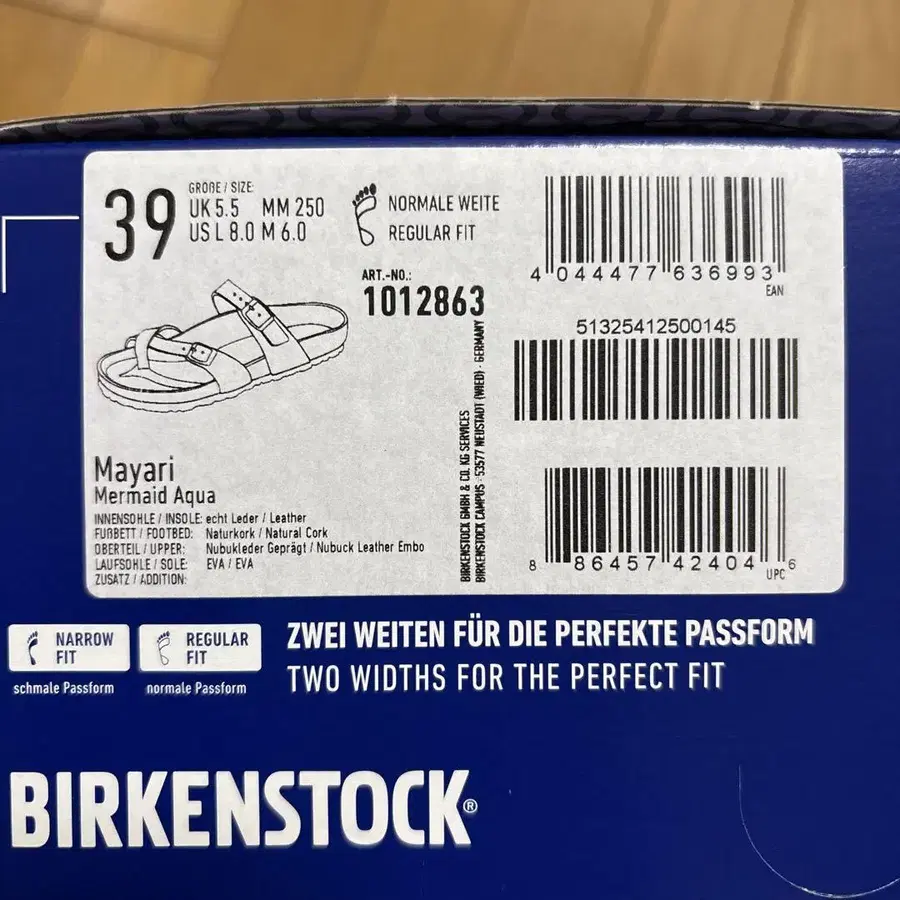 39
GRÖßE / SIZE:
UK 5.5 MM 250
US L 8.0 M 6.0
NORMALE WEITE
REGULAR FIT
ART.-NO.:
1012863
4 044477 636993
EAN
51325412500145
Mayari
Mermaid Aqua
INNENSOHLE / INSOLE: echt Leder / Leather
FUßBETT / FOOTBED: Naturkork / Natural Cork
OBERTEIL / UPPER: Nubukleder Geprägt / Nubuck Leather Embo
LAUFSOHLE / SOLE: EVA / EVA
ZUSATZ / ADDITION:
BIRKENSTOCK GMBH & CO. KG SERVICES
BIRKENSTOCK CAMPUS · 53577 NEUSTADT (WIED) · GERMANY
8 86457 42404 6
UPC
NARROW
FIT
schmale Passform
REGULAR
FIT
normale Passform
ZWEI WEITEN FÜR DIE PERFEKTE PASSFORM
TWO WIDTHS FOR THE PERFECT FIT
BIRKENSTOCK®